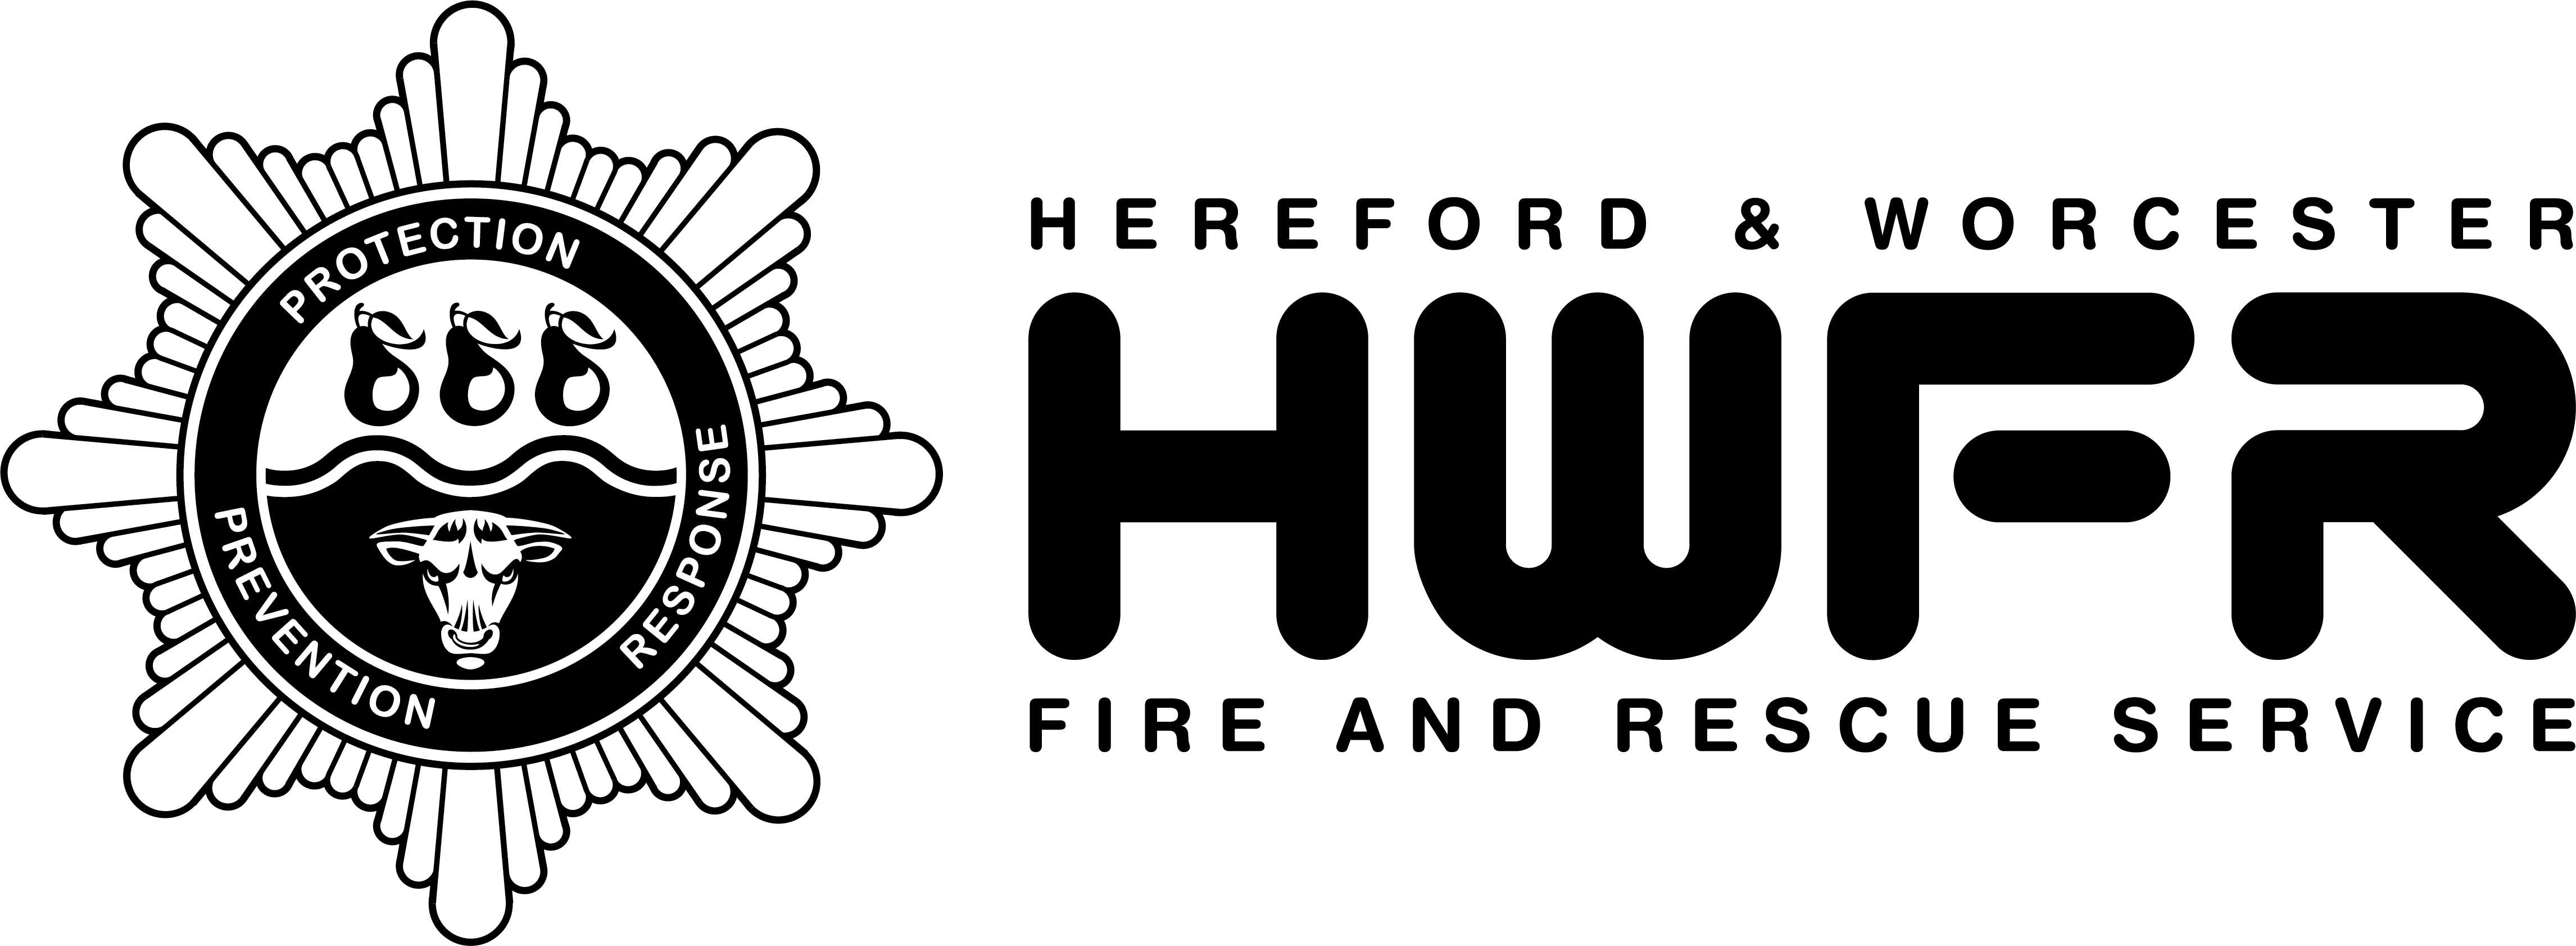 PROTECTION
PREVENTION
RESPONSE
HEREFORD & WORCESTER
HWFR
FIRE AND RESCUE SERVICE